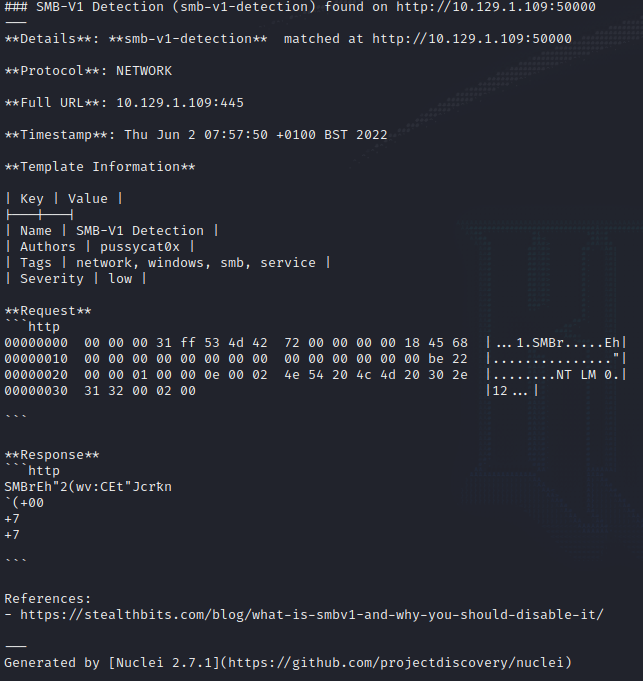 ### SMB-V1 Detection (smb-v1-detection) found on http://10.129.1.109:50000
---
**Details**: **smb-v1-detection**  matched at http://10.129.1.109:50000
**Protocol**: NETWORK
**Full URL**: 10.129.1.109:445
**Timestamp**: Thu Jun 2 07:57:50 +0100 BST 2022
**Template Information**
| Key | Value |
|---|---|
| Name | SMB-V1 Detection |
| Authors | pussycat0x |
| Tags | network, windows, smb, service |
| Severity | low |
**Request**
```http
00000000  00 00 00 31 ff 53 4d 42  72 00 00 00 00 18 45 68  |...1.SMBr.....Eh|
00000010  00 00 00 00 00 00 00 00  00 00 00 00 00 00 be 22  |..............."|
00000020  00 00 01 00 00 0e 00 02  4e 54 20 4c 4d 20 30 2e  |........NT LM 0.|
00000030  31 32 00 02 00                                    |12...|
```
**Response**
```http
SMBrEh"2(wv:CEt"Jcrkn
`(+00
+7
+7
```
References:
- https://stealthbits.com/blog/what-is-smbv1-and-why-you-should-disable-it/
---
Generated by [Nuclei 2.7.1](https://github.com/projectdiscovery/nuclei)